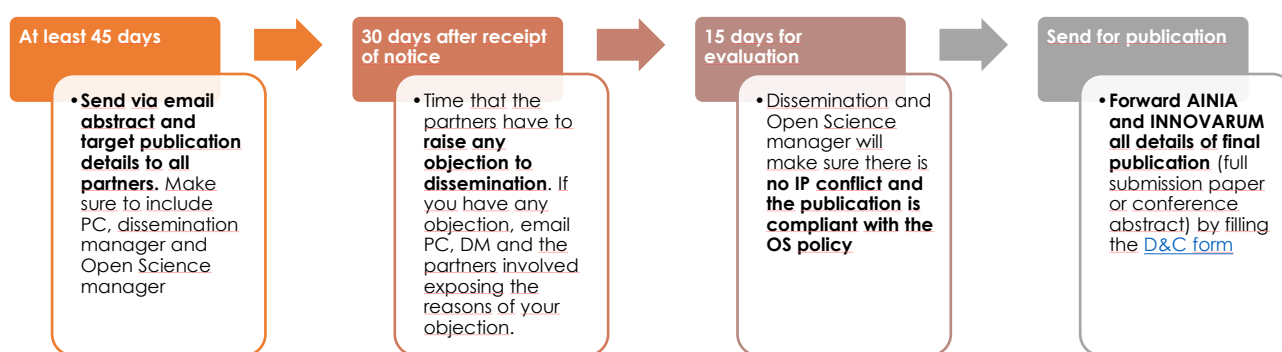 At least 45 days
•Send via email
abstract and
target publication
details to all
partners. Make
sure to include
PC, dissemination
manager and
Open Science
manager
30 days after receipt
of notice
•Time that the
partners have to
raise any
objection to
dissemination. If
you have any
objection, email
PC, DM and the
partners involved
exposing the
reasons of your
objection.
15 days for
evaluation
•Dissemination and
Open Science
manager will
make sure there is
no IP conflict and
the publication is
compliant with the
OS policy
Send for publication
•Forward AINIA
and INNOVARUM
all details of final
publication (full
submission paper
or conference
abstract) by filling
the D&C form